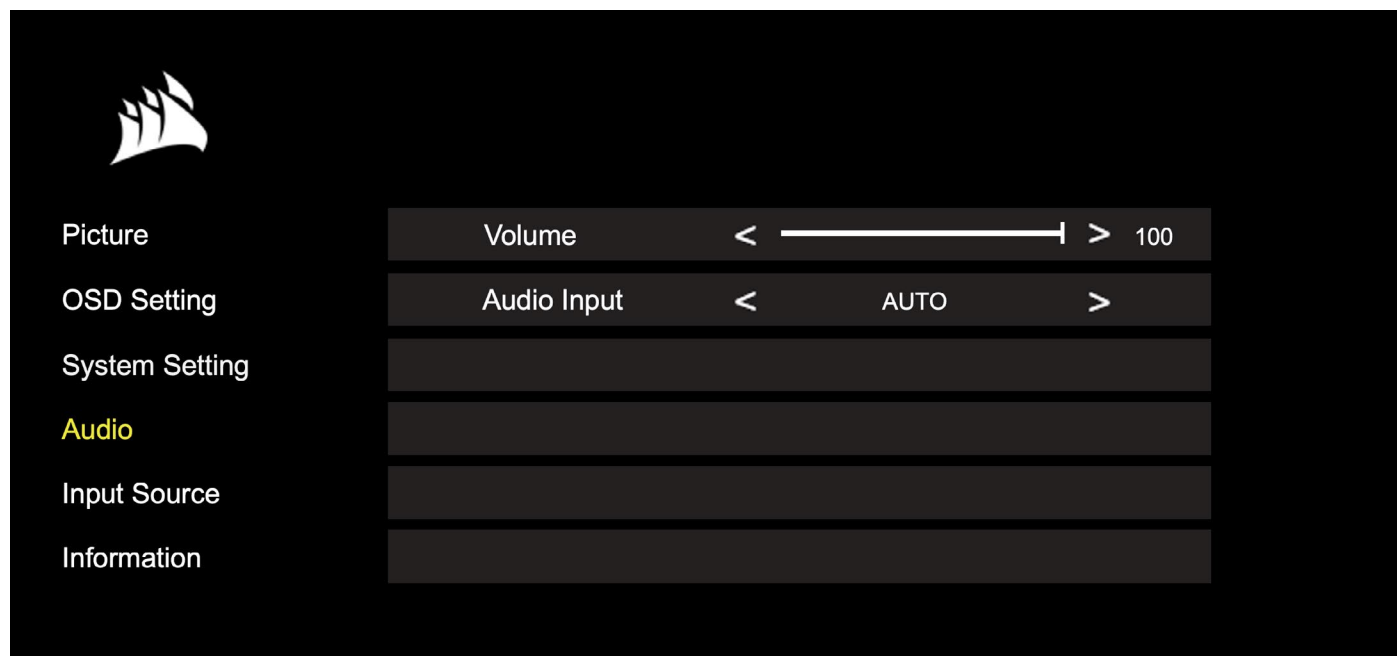 Picture
Volume < > 100
OSD Setting
Audio Input < AUTO >
System Setting
Audio
Input Source
Information